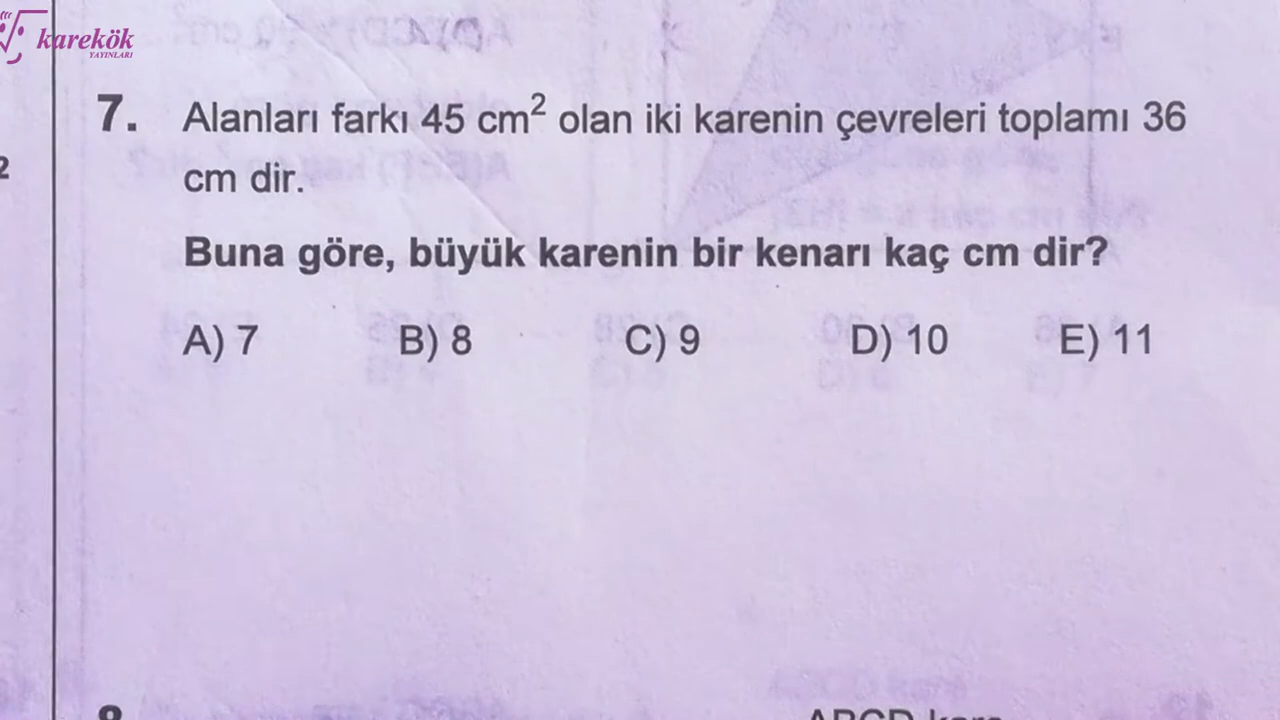 karekök
YAYINLARI
7. Alanları farkı 45 cm² olan iki karenin çevreleri toplamı 36
cm dir.
2
Buna göre, büyük karenin bir kenarı kaç cm dir?
A) 7 B) 8 C) 9 D) 10 E) 11